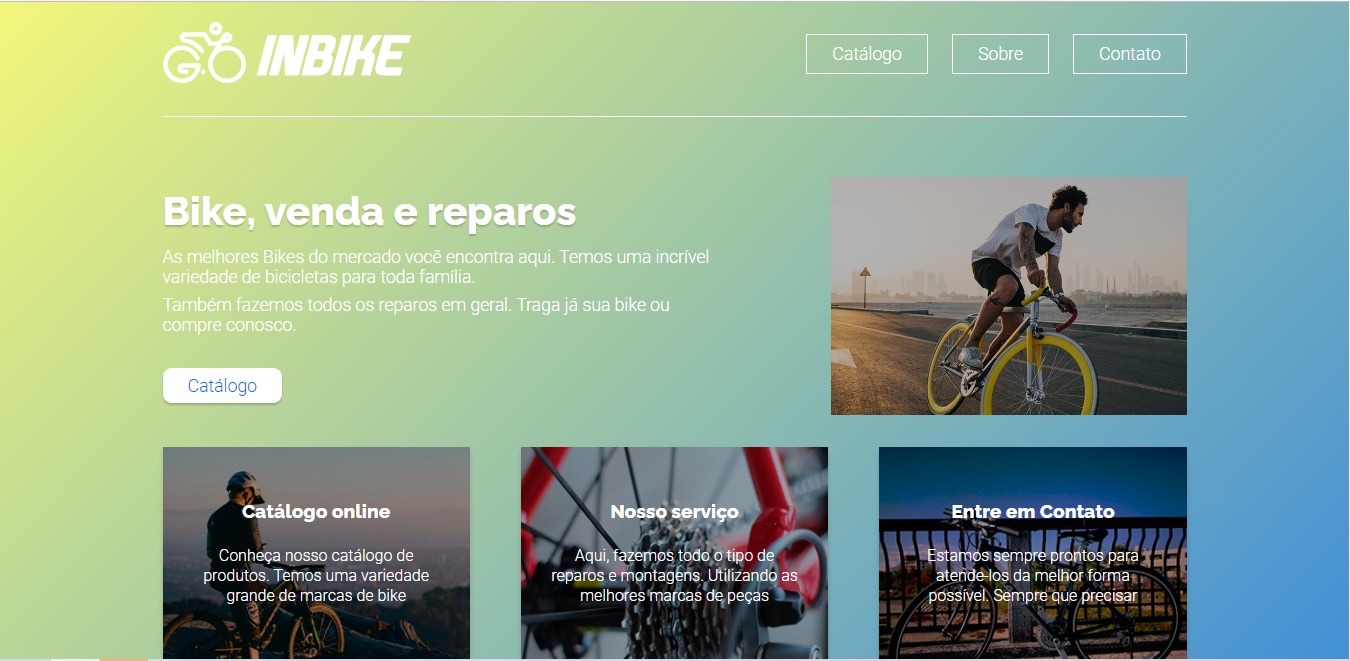 INBIKE
Catálogo
Sobre
Contato
Bike, venda e reparos
As melhores Bikes do mercado você encontra aqui. Temos uma incrível
variedade de bicicletas para toda família.
Também fazemos todos os reparos em geral. Traga já sua bike ou
compre conosco.
Catálogo
Catálogo online
Conheça nosso catálogo de
produtos. Temos uma variedade
grande de marcas de bike
Nosso serviço
Aqui, fazemos todo o tipo de
reparos e montagens. Utilizando as
melhores marcas de peças
Entre em Contato
Estamos sempre prontos para
atende-los da melhor forma
possível. Sempre que precisar